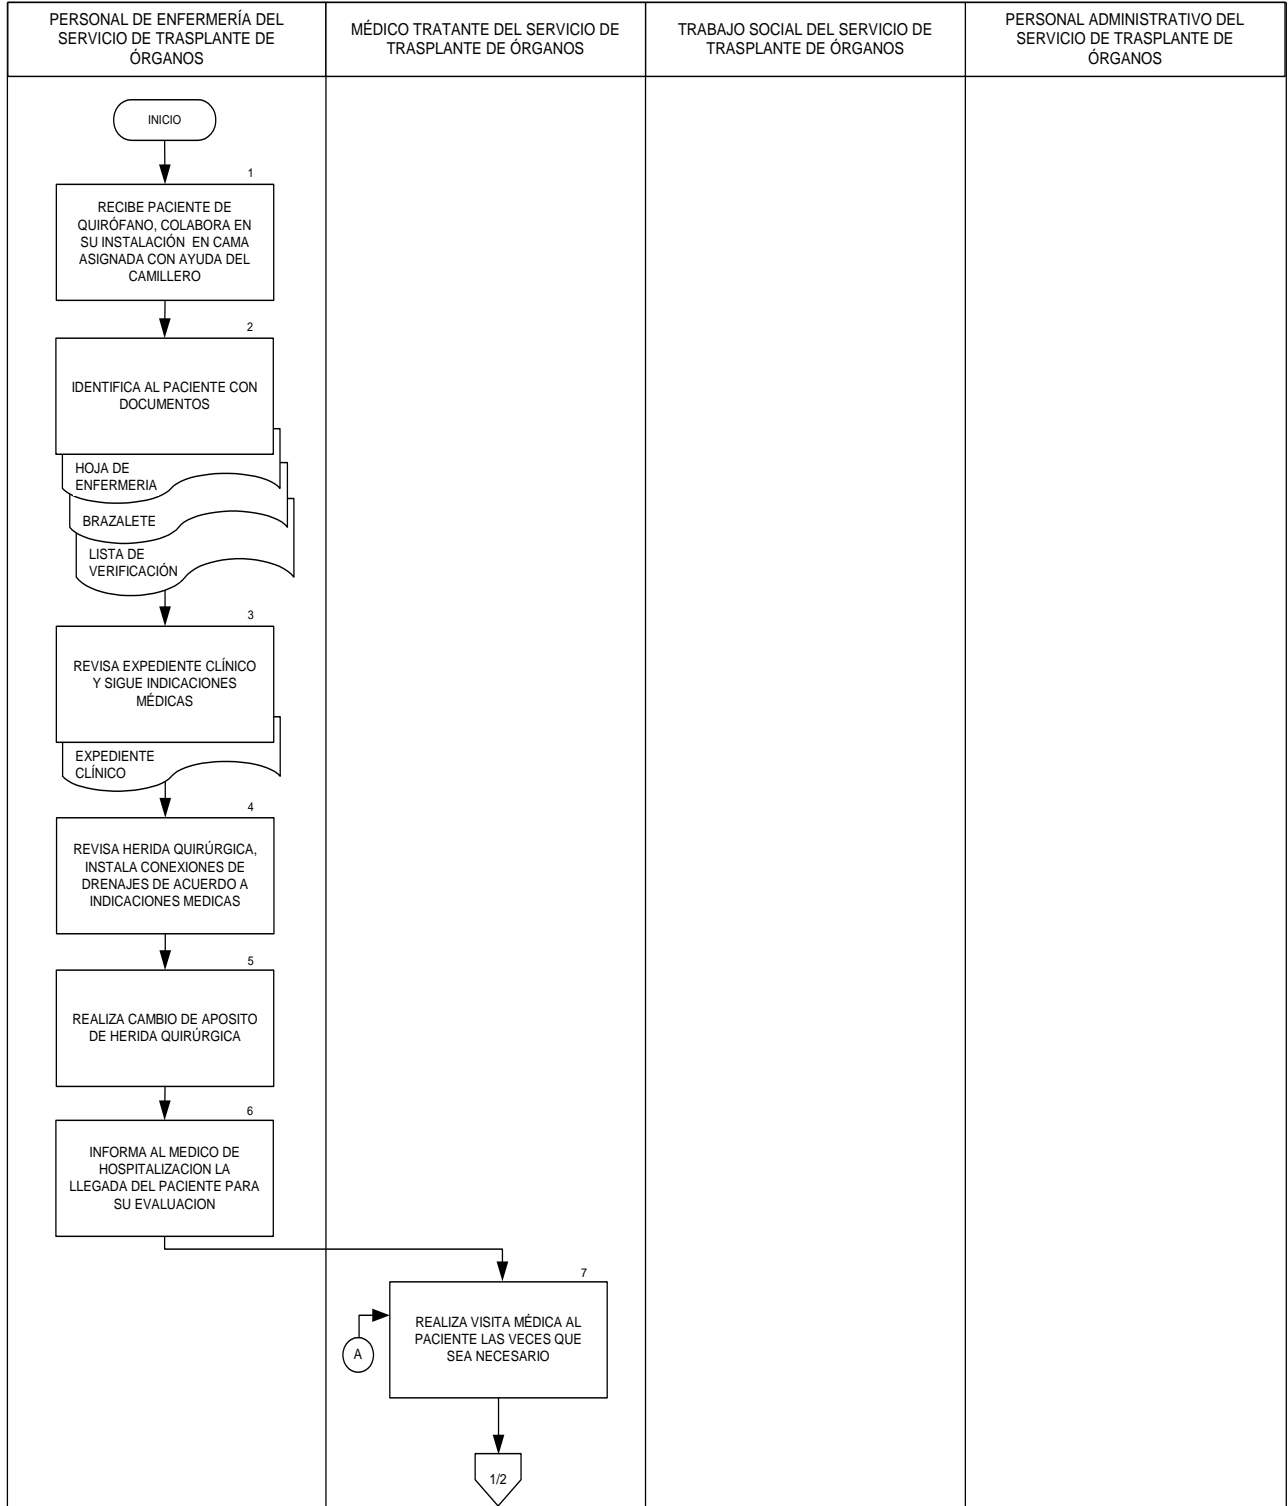 PERSONAL DE ENFERMERÍA DEL
SERVICIO DE TRASPLANTE DE
ÓRGANOS
MÉDICO TRATANTE DEL SERVICIO DE
TRASPLANTE DE ÓRGANOS
TRABAJO SOCIAL DEL SERVICIO DE
TRASPLANTE DE ÓRGANOS
PERSONAL ADMINISTRATIVO DEL
SERVICIO DE TRASPLANTE DE
ÓRGANOS
INICIO
1
RECIBE PACIENTE DE
QUIRÓFANO, COLABORA EN
SU INSTALACIÓN EN CAMA
ASIGNADA CON AYUDA DEL
CAMILLERO
2
IDENTIFICA AL PACIENTE CON
DOCUMENTOS
HOJA DE
ENFERMERIA
BRAZALETE
LISTA DE
VERIFICACIÓN
3
REVISA EXPEDIENTE CLÍNICO
Y SIGUE INDICACIONES
MÉDICAS
EXPEDIENTE
CLÍNICO
4
REVISA HERIDA QUIRÚRGICA,
INSTALA CONEXIONES DE
DRENAJES DE ACUERDO A
INDICACIONES MEDICAS
5
REALIZA CAMBIO DE APOSITO
DE HERIDA QUIRÚRGICA
6
INFORMA AL MEDICO DE
HOSPITALIZACION LA
LLEGADA DEL PACIENTE PARA
SU EVALUACION
7
REALIZA VISITA MÉDICA AL
PACIENTE LAS VECES QUE
SEA NECESARIO
A
1/2